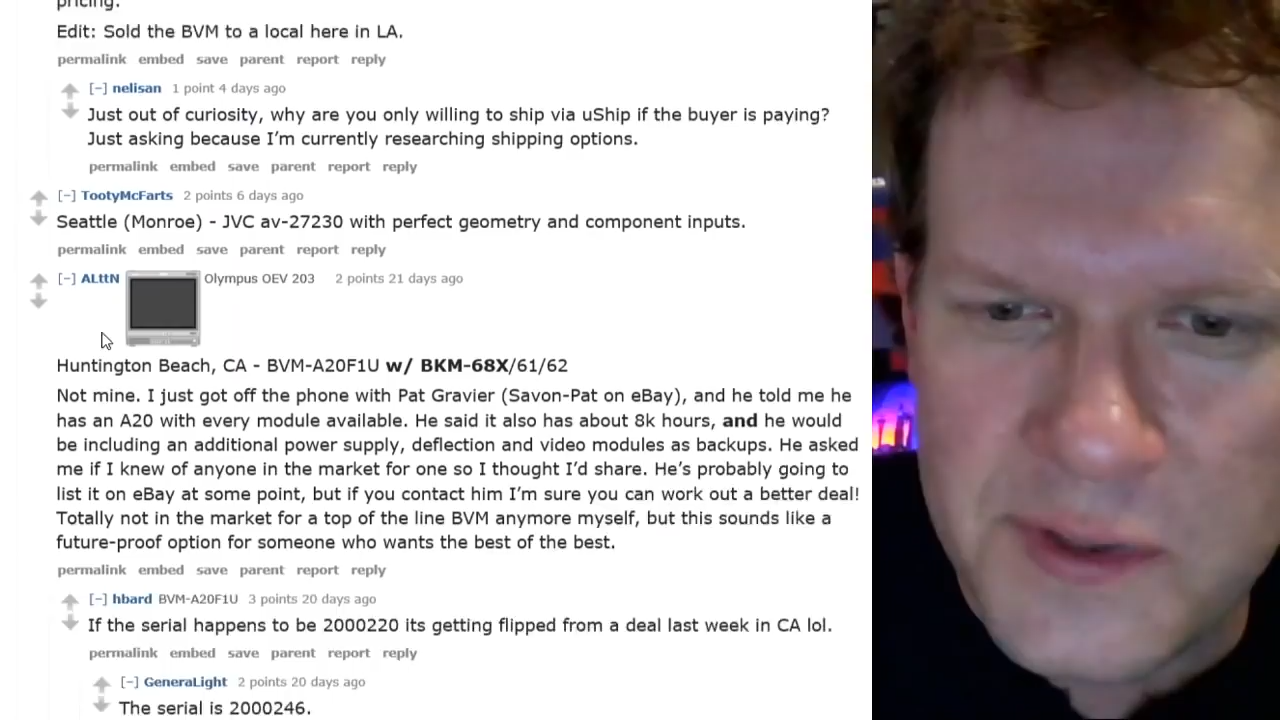 pricing.
Edit: Sold the BVM to a local here in LA.
permalink embed save parent report reply
[–] nelisan 1 point 4 days ago
Just out of curiosity, why are you only willing to ship via uShip if the buyer is paying?
Just asking because I'm currently researching shipping options.
permalink embed save parent report reply
[–] TootyMcFarts 2 points 6 days ago
Seattle (Monroe) - JVC av-27230 with perfect geometry and component inputs.
permalink embed save parent report reply
[–] ALttN Olympus OEV 203 2 points 21 days ago
Huntington Beach, CA - BVM-A20F1U w/ BKM-68X/61/62
Not mine. I just got off the phone with Pat Gravier (Savon-Pat on eBay), and he told me he
has an A20 with every module available. He said it also has about 8k hours, and he would
be including an additional power supply, deflection and video modules as backups. He asked
me if I knew of anyone in the market for one so I thought I'd share. He's probably going to
list it on eBay at some point, but if you contact him I'm sure you can work out a better deal!
Totally not in the market for a top of the line BVM anymore myself, but this sounds like a
future-proof option for someone who wants the best of the best.
permalink embed save parent report reply
[–] hbard BVM-A20F1U 3 points 20 days ago
If the serial happens to be 2000220 its getting flipped from a deal last week in CA lol.
permalink embed save parent report reply
[–] GeneraLight 2 points 20 days ago
The serial is 2000246.